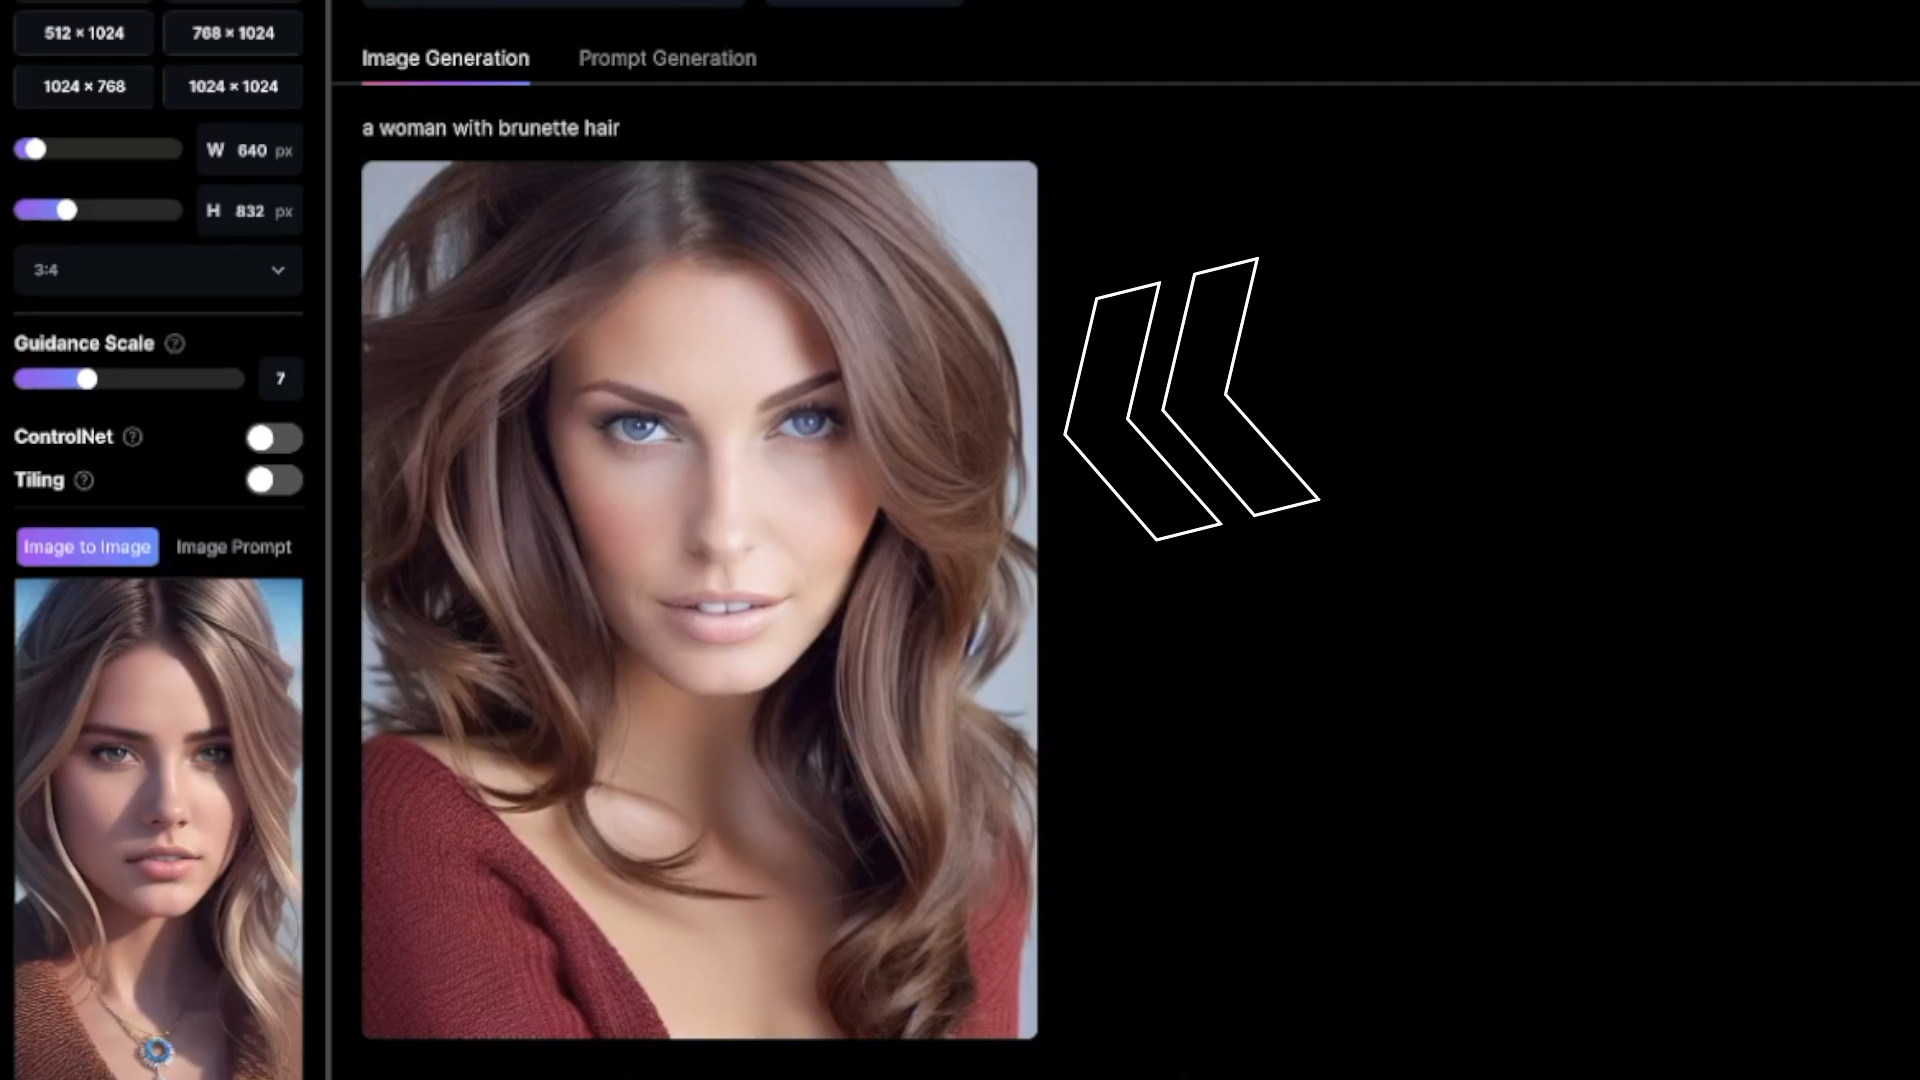 512 × 1024
768 × 1024
1024 × 768
1024 × 1024
W 640 px
H 832 px
3:4
Guidance Scale ?
7
ControlNet ?
Tiling ?
Image to Image
Image Prompt
Image Generation
Prompt Generation
a woman with brunette hair